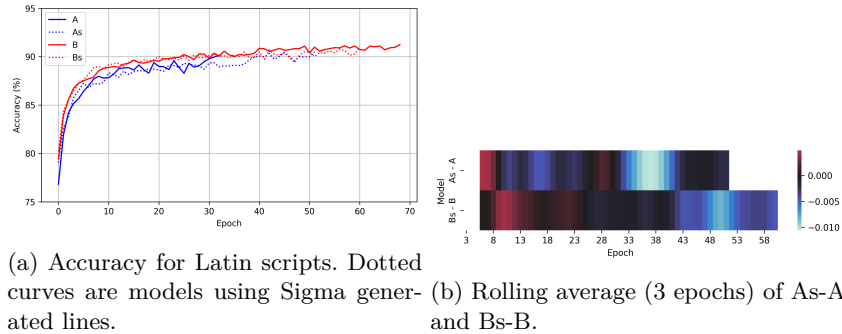 A
As
B
Bs
95
90
85
80
75
Accuracy (%)
0 10 20 30 40 50 60 70
Epoch
(a) Accuracy for Latin scripts. Dotted
curves are models using Sigma gener-
ated lines.
Model
As - A
Bs - B
3 8 13 18 23 28 33 38 43 48 53 58
Epoch
0.000
−0.005
−0.010
(b) Rolling average (3 epochs) of As-A
and Bs-B.